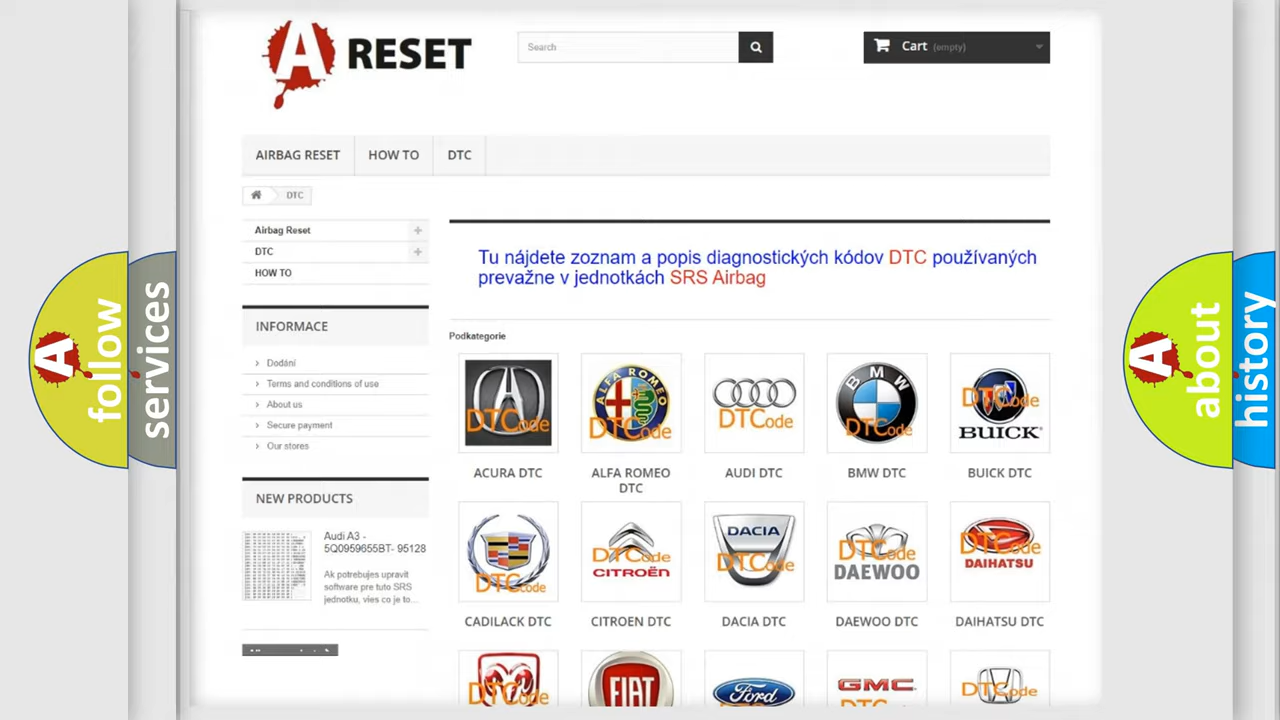 A RESET
Search
Cart (empty)
AIRBAG RESET
HOW TO
DTC
DTC
Airbag Reset
DTC
HOW TO
INFORMACE
Dodání
Terms and conditions of use
About us
Secure payment
Our stores
NEW PRODUCTS
Audi A3 -
5Q0959655BT- 95128
Ak potrebujes upravit
software pre tuto SRS
jednotku, vies co je to...
Tu nájdete zoznam a popis diagnostických kódov DTC používaných
prevažne v jednotkách SRS Airbag
Podkategorie
DTCode
ALFA ROMEO
DTCode
DTCode
BMW
DTCode
DTCode
BUICK
ACURA DTC
ALFA ROMEO
DTC
AUDI DTC
BMW DTC
BUICK DTC
DTCode
DTCode
CITROËN
DACIA
DTCode
DTCode
DAEWOO
DTCode
DAIHATSU
CADILACK DTC
CITROEN DTC
DACIA DTC
DAEWOO DTC
DAIHATSU DTC
DTCode
FIAT
Ford
GMC
DTCode
A follow
services
A about
history